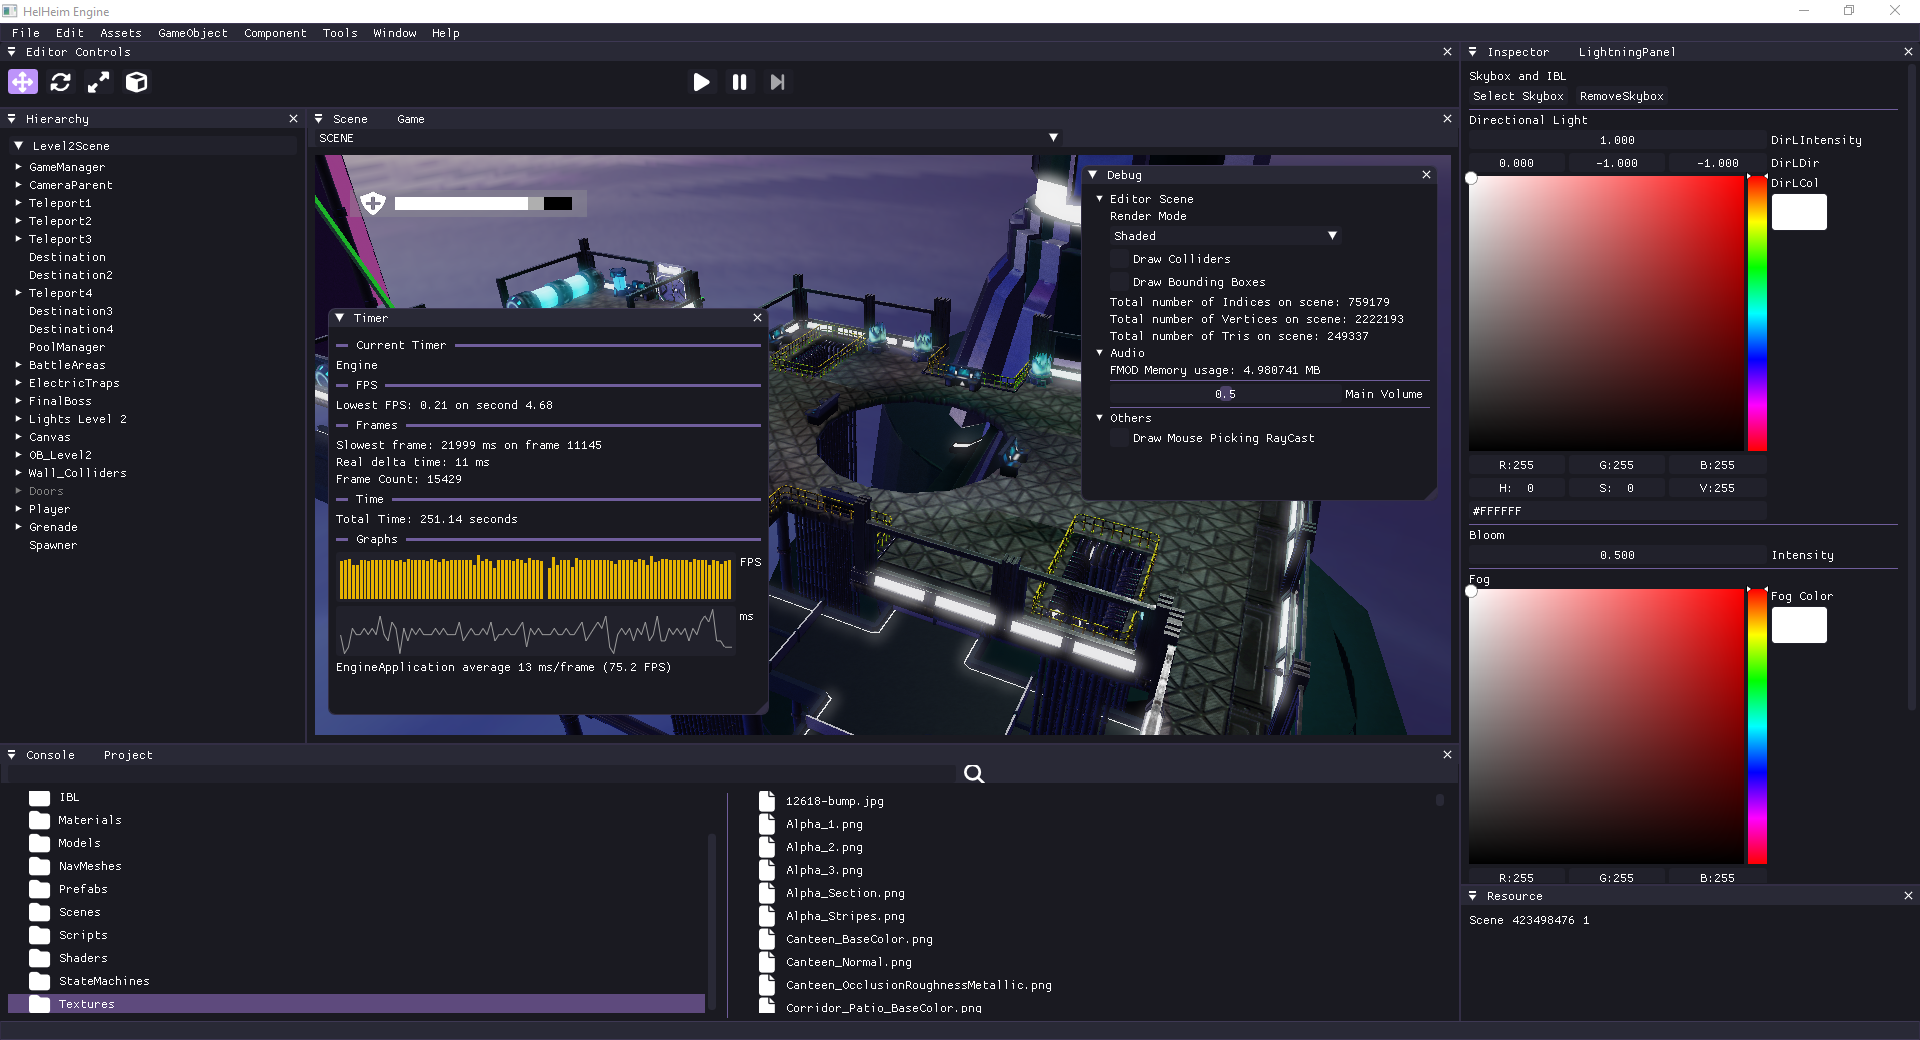 HelHeim Engine
File Edit Assets GameObject Component Tools Window Help
Editor Controls
Hierarchy
Level2Scene
GameManager
CameraParent
Teleport1
Teleport2
Teleport3
Destination
Destination2
Teleport4
Destination3
Destination4
PoolManager
BattleAreas
ElectricTraps
FinalBoss
Lights Level 2
Canvas
OB_Level2
Wall_Colliders
Doors
Player
Grenade
Spawner
Scene Game
SCENE
Timer
Current Timer
Engine
FPS
Lowest FPS: 0.21 on second 4.68
Frames
Slowest frame: 21999 ms on frame 11145
Real delta time: 11 ms
Frame Count: 15429
Time
Total Time: 251.14 seconds
Graphs
FPS
ms
EngineApplication average 13 ms/frame (75.2 FPS)
Debug
Editor Scene
Render Mode
Shaded
Draw Colliders
Draw Bounding Boxes
Total number of Indices on scene: 759179
Total number of Vertices on scene: 2222193
Total number of Tris on scene: 249337
Audio
FMOD Memory usage: 4.980741 MB
0.5 Main Volume
Others
Draw Mouse Picking RayCast
Inspector LightningPanel
Skybox and IBL
Select Skybox RemoveSkybox
Directional Light
1.000 DirLIntensity
0.000 -1.000 -1.000 DirLDir
DirLCol
R:255 G:255 B:255
H: 0 S: 0 V:255
#FFFFFF
Bloom
0.500 Intensity
Fog
Fog Color
R:255 G:255 B:255
Resource
Scene 423498476 1
Console Project
IBL
Materials
Models
NavMeshes
Prefabs
Scenes
Scripts
Shaders
StateMachines
Textures
12618-bump.jpg
Alpha_1.png
Alpha_2.png
Alpha_3.png
Alpha_Section.png
Alpha_Stripes.png
Canteen_BaseColor.png
Canteen_Normal.png
Canteen_OcclusionRoughnessMetallic.png
Corridor_Patio_BaseColor.png